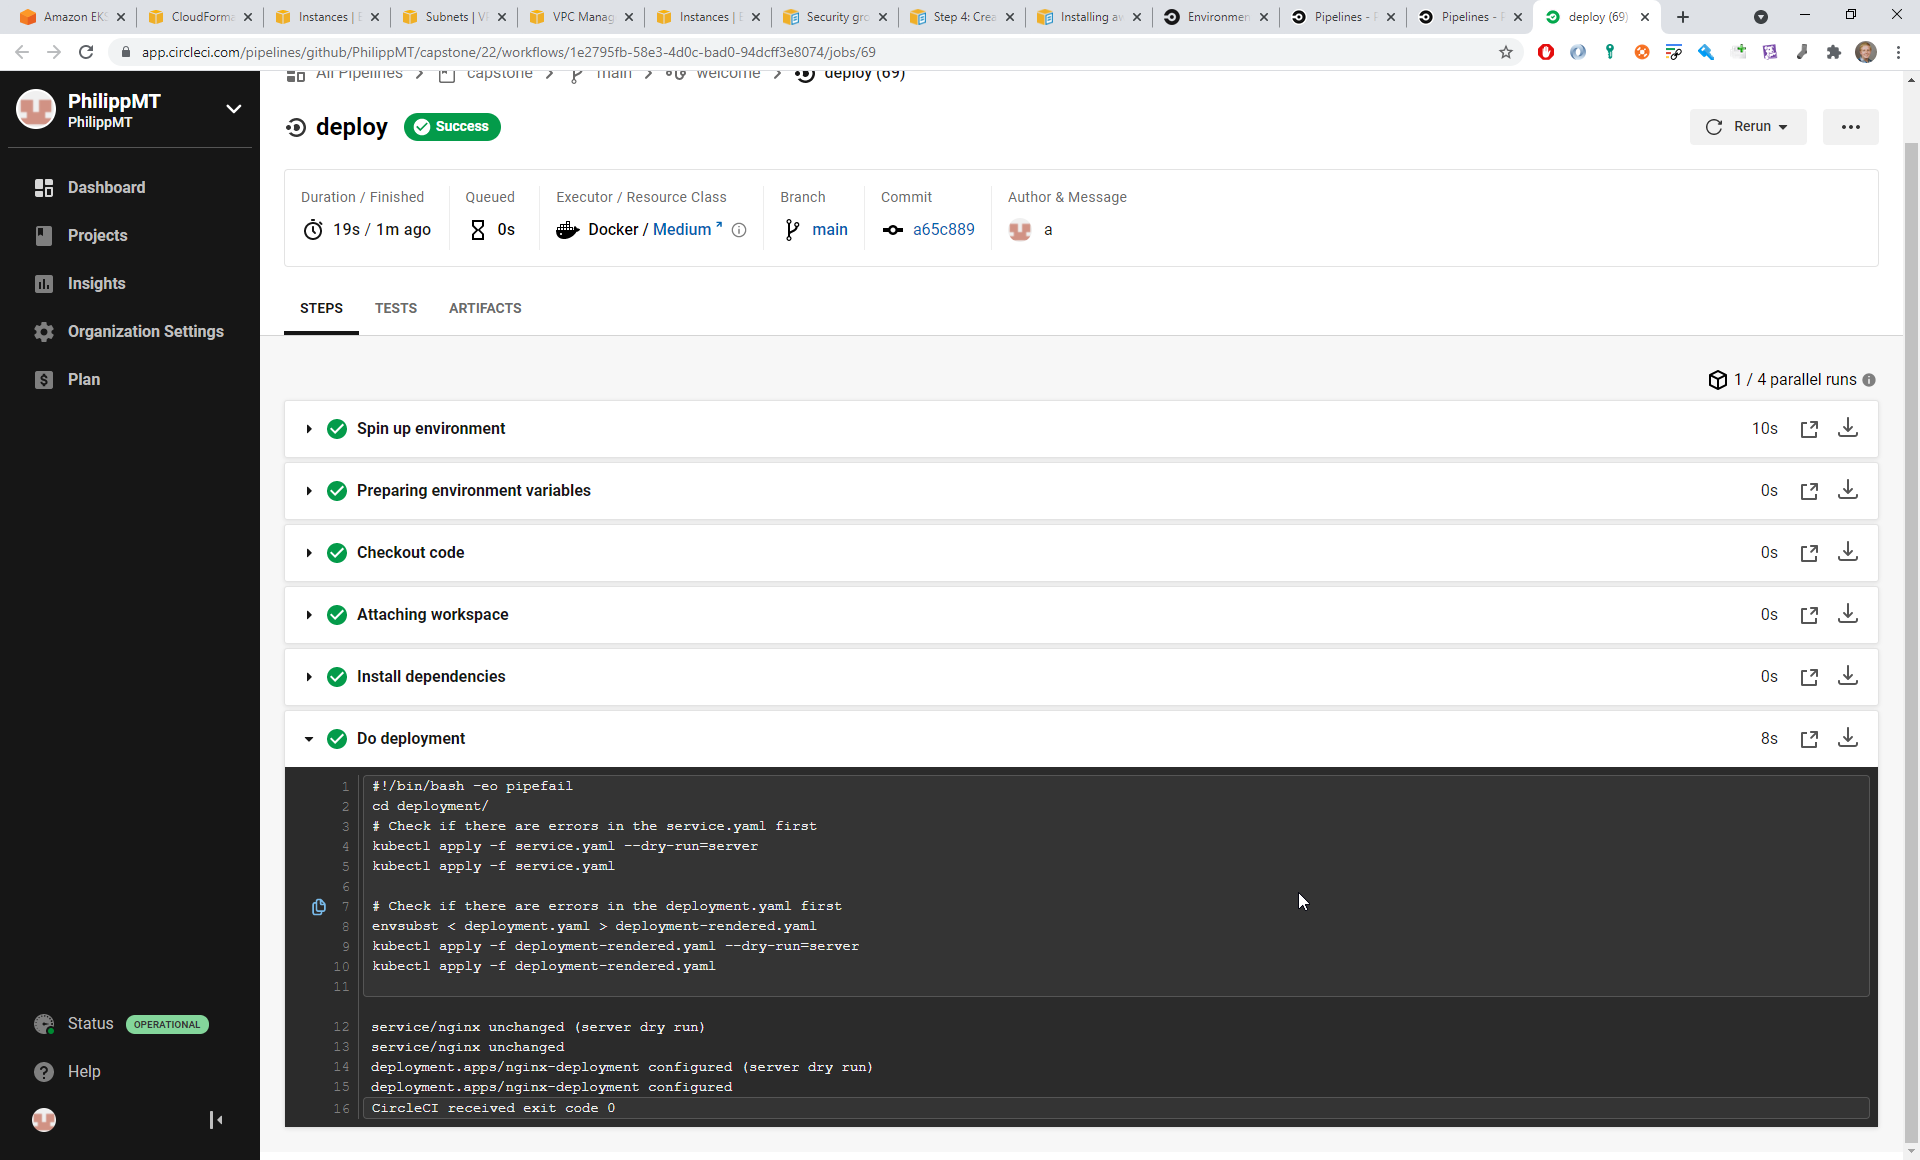 Amazon EKS
CloudForma
Instances | E
Subnets | VP
VPC Manag
Instances | E
Security gro
Step 4: Crea
Installing aw
Environmen
Pipelines - P
Pipelines - P
deploy (69)
app.circleci.com/pipelines/github/PhilippMT/capstone/22/workflows/1e2795fb-58e3-4d0c-bad0-94dcff3e8074/jobs/69
All Pipelines
capstone
main
welcome
deploy (69)
PhilippMT
PhilippMT
Dashboard
Projects
Insights
Organization Settings
Plan
Status OPERATIONAL
Help
deploy
Success
Rerun
Duration / Finished
19s / 1m ago
Queued
0s
Executor / Resource Class
Docker / Medium
Branch
main
Commit
a65c889
Author & Message
a
STEPS
TESTS
ARTIFACTS
1 / 4 parallel runs
Spin up environment 10s
Preparing environment variables 0s
Checkout code 0s
Attaching workspace 0s
Install dependencies 0s
Do deployment 8s
1 #!/bin/bash -eo pipefail
2 cd deployment/
3 # Check if there are errors in the service.yaml first
4 kubectl apply -f service.yaml --dry-run=server
5 kubectl apply -f service.yaml
6
7 # Check if there are errors in the deployment.yaml first
8 envsubst < deployment.yaml > deployment-rendered.yaml
9 kubectl apply -f deployment-rendered.yaml --dry-run=server
10 kubectl apply -f deployment-rendered.yaml
11
12 service/nginx unchanged (server dry run)
13 service/nginx unchanged
14 deployment.apps/nginx-deployment configured (server dry run)
15 deployment.apps/nginx-deployment configured
16 CircleCI received exit code 0